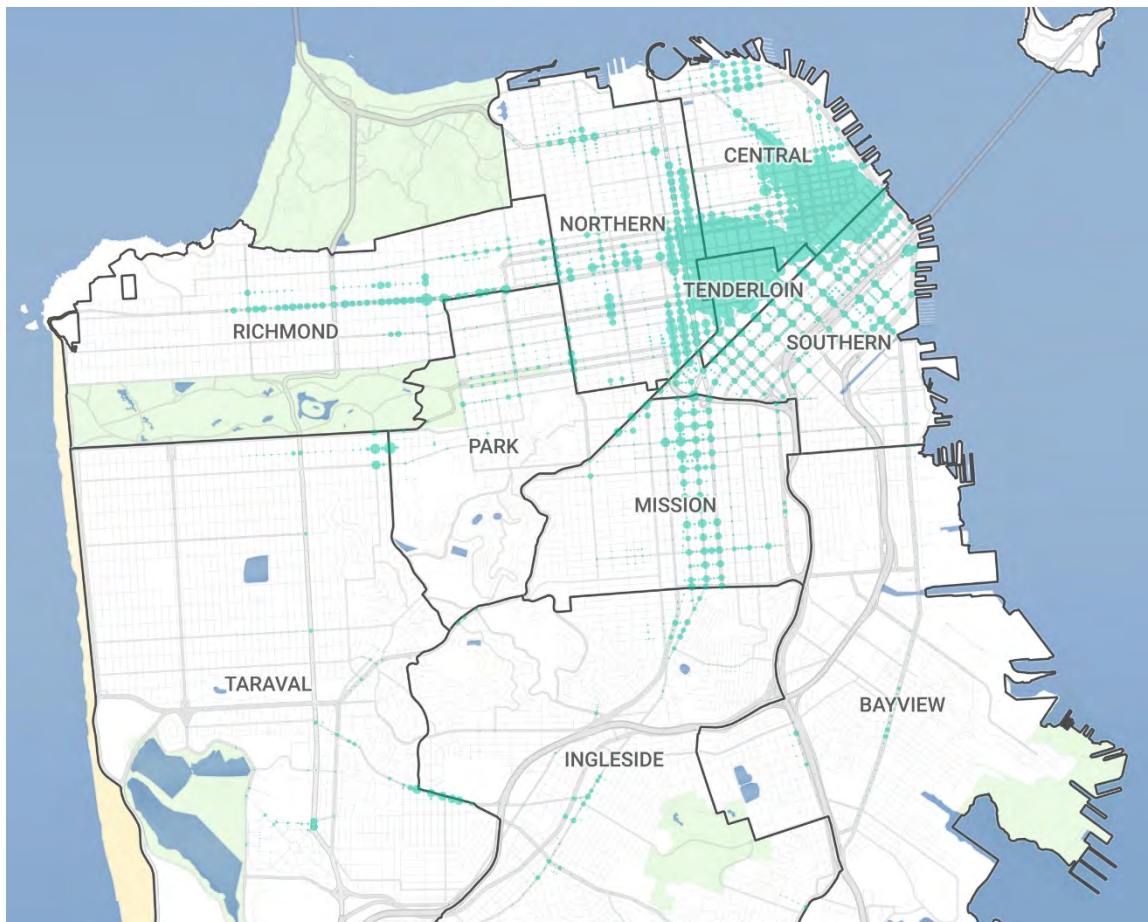 CENTRAL
NORTHERN
TENDERLOIN
RICHMOND
SOUTHERN
PARK
MISSION
TARAVAL
BAYVIEW
INGLESIDE